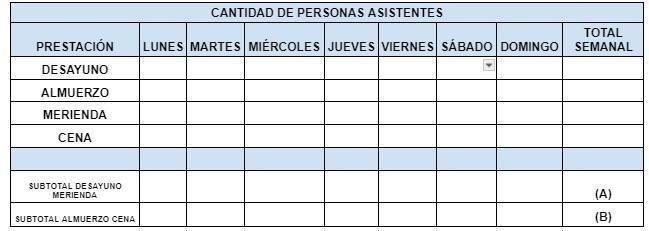 CANTIDAD DE PERSONAS ASISTENTES
PRESTACIÓN LUNES MARTES MIÉRCOLES JUEVES VIERNES SÁBADO DOMINGO TOTAL
SEMANAL
DESAYUNO
ALMUERZO
MERIENDA
CENA
SUBTOTAL DESAYUNO
MERIENDA
(A)
SUBTOTAL ALMUERZO CENA (B)